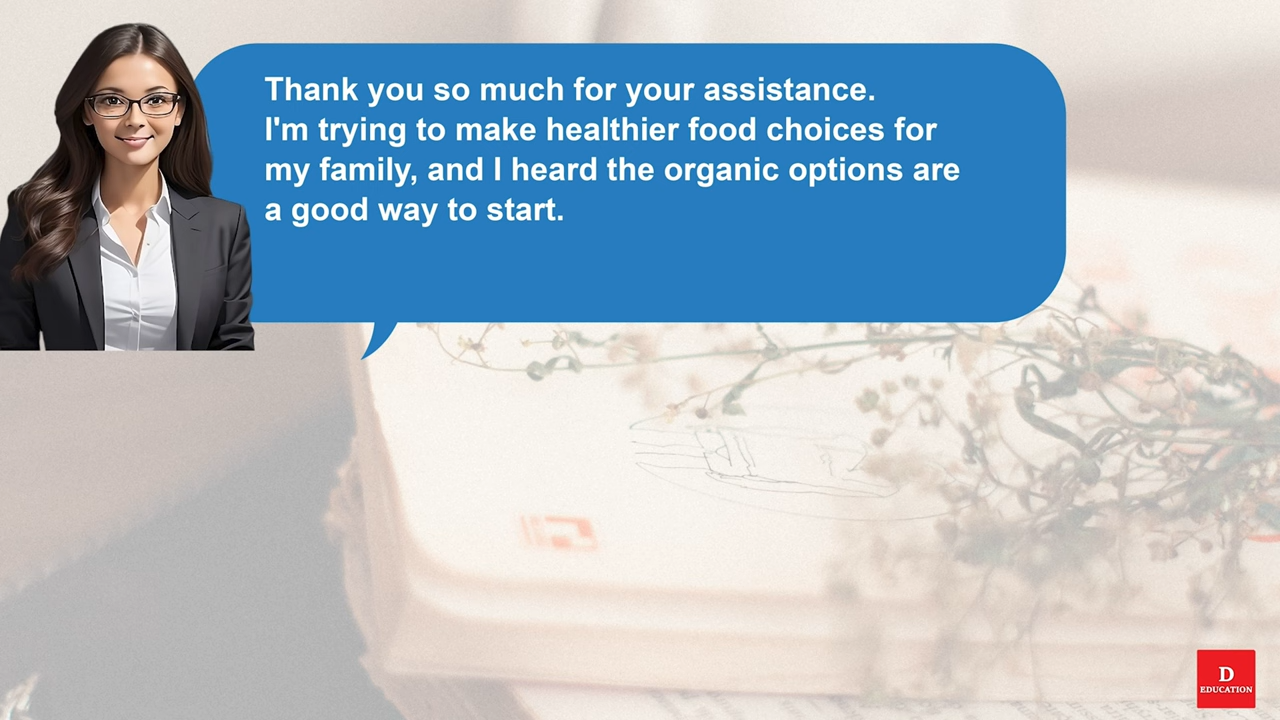 Thank you so much for your assistance.
I'm trying to make healthier food choices for
my family, and I heard the organic options are
a good way to start.
D
EDUCATION